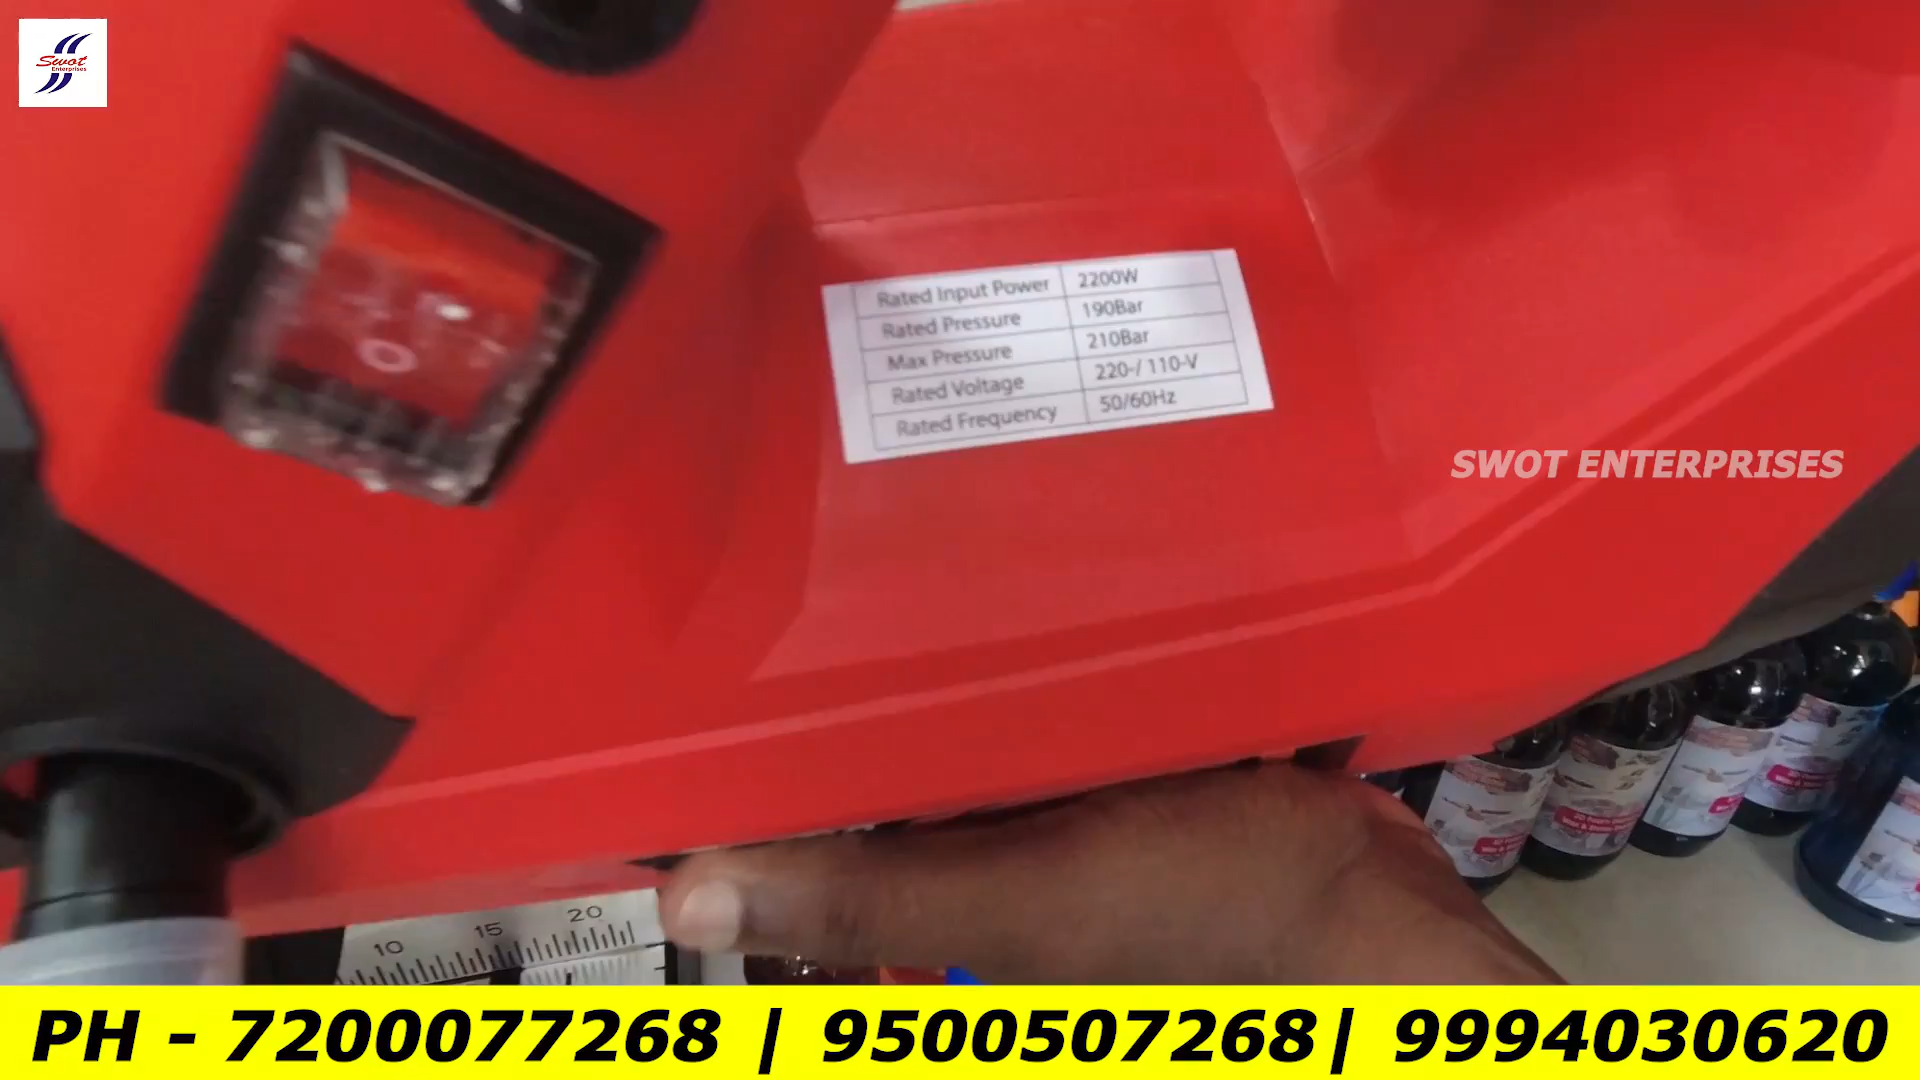 Swot
Enterprises
Rated Input Power 2200W
Rated Pressure 190Bar
Max Pressure 210Bar
Rated Voltage 220-/ 110-V
Rated Frequency 50/60Hz
SWOT ENTERPRISES
10 15 20
PH - 7200077268 | 9500507268 | 9994030620